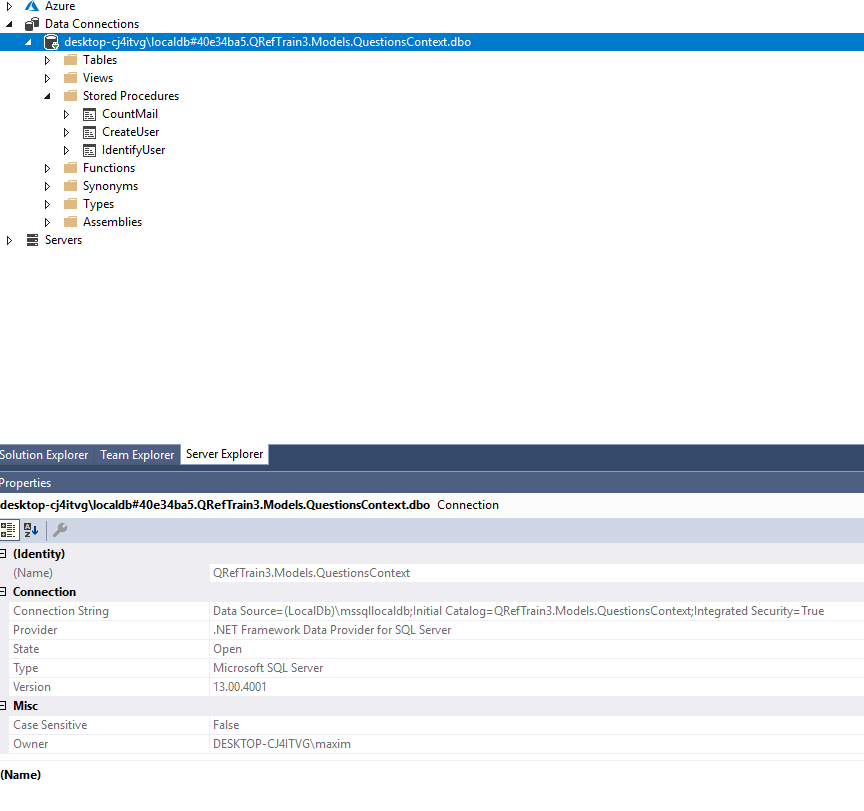 Azure
Data Connections
desktop-cj4itvg\localdb#40e34ba5.QRefTrain3.Models.QuestionsContext.dbo
Tables
Views
Stored Procedures
CountMail
CreateUser
IdentifyUser
Functions
Synonyms
Types
Assemblies
Servers
Solution Explorer Team Explorer Server Explorer
Properties
desktop-cj4itvg\localdb#40e34ba5.QRefTrain3.Models.QuestionsContext.dbo Connection
(Identity)
(Name) QRefTrain3.Models.QuestionsContext
Connection
Connection String Data Source=(LocalDb)\mssqllocaldb;Initial Catalog=QRefTrain3.Models.QuestionsContext;Integrated Security=True
Provider .NET Framework Data Provider for SQL Server
State Open
Type Microsoft SQL Server
Version 13.00.4001
Misc
Case Sensitive False
Owner DESKTOP-CJ4ITVG\maxim
(Name)